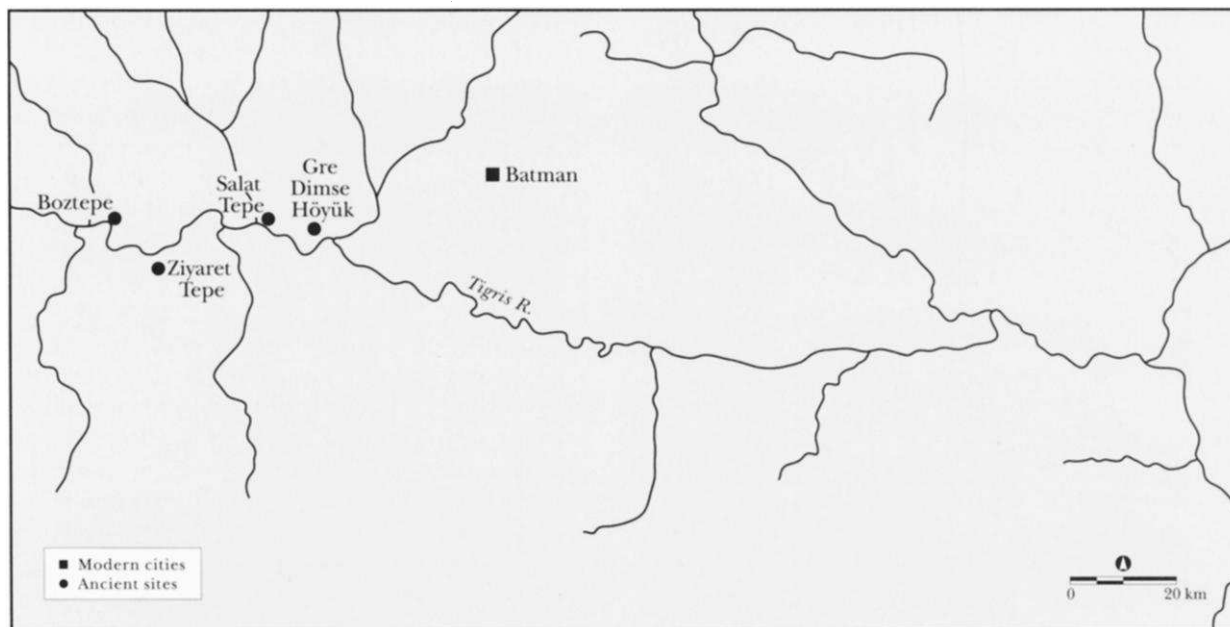 Gre
Dimse
Höyük
Batman
Salat
Tepe
Boztepe
Ziyaret
Tepe
Tigris R.
Modern cities
Ancient sites
0 20 km